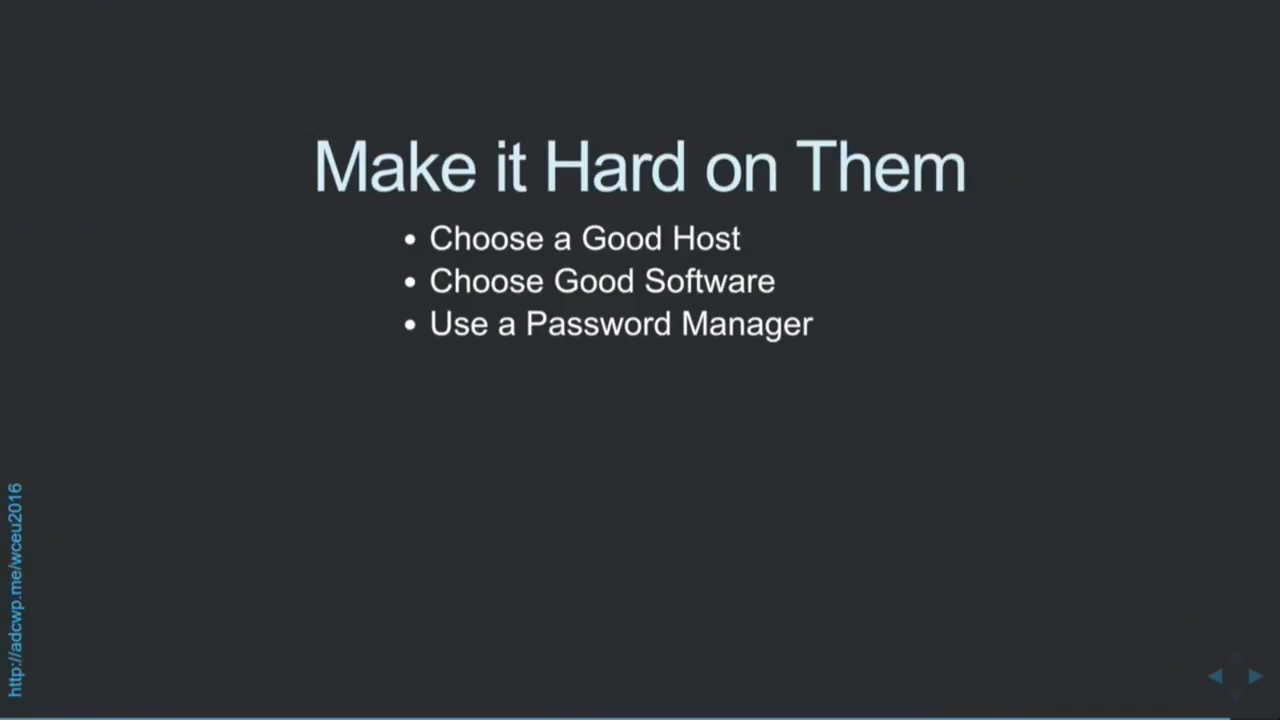 Make it Hard on Them
• Choose a Good Host
• Choose Good Software
• Use a Password Manager
http://adcwp.me/wceu2016